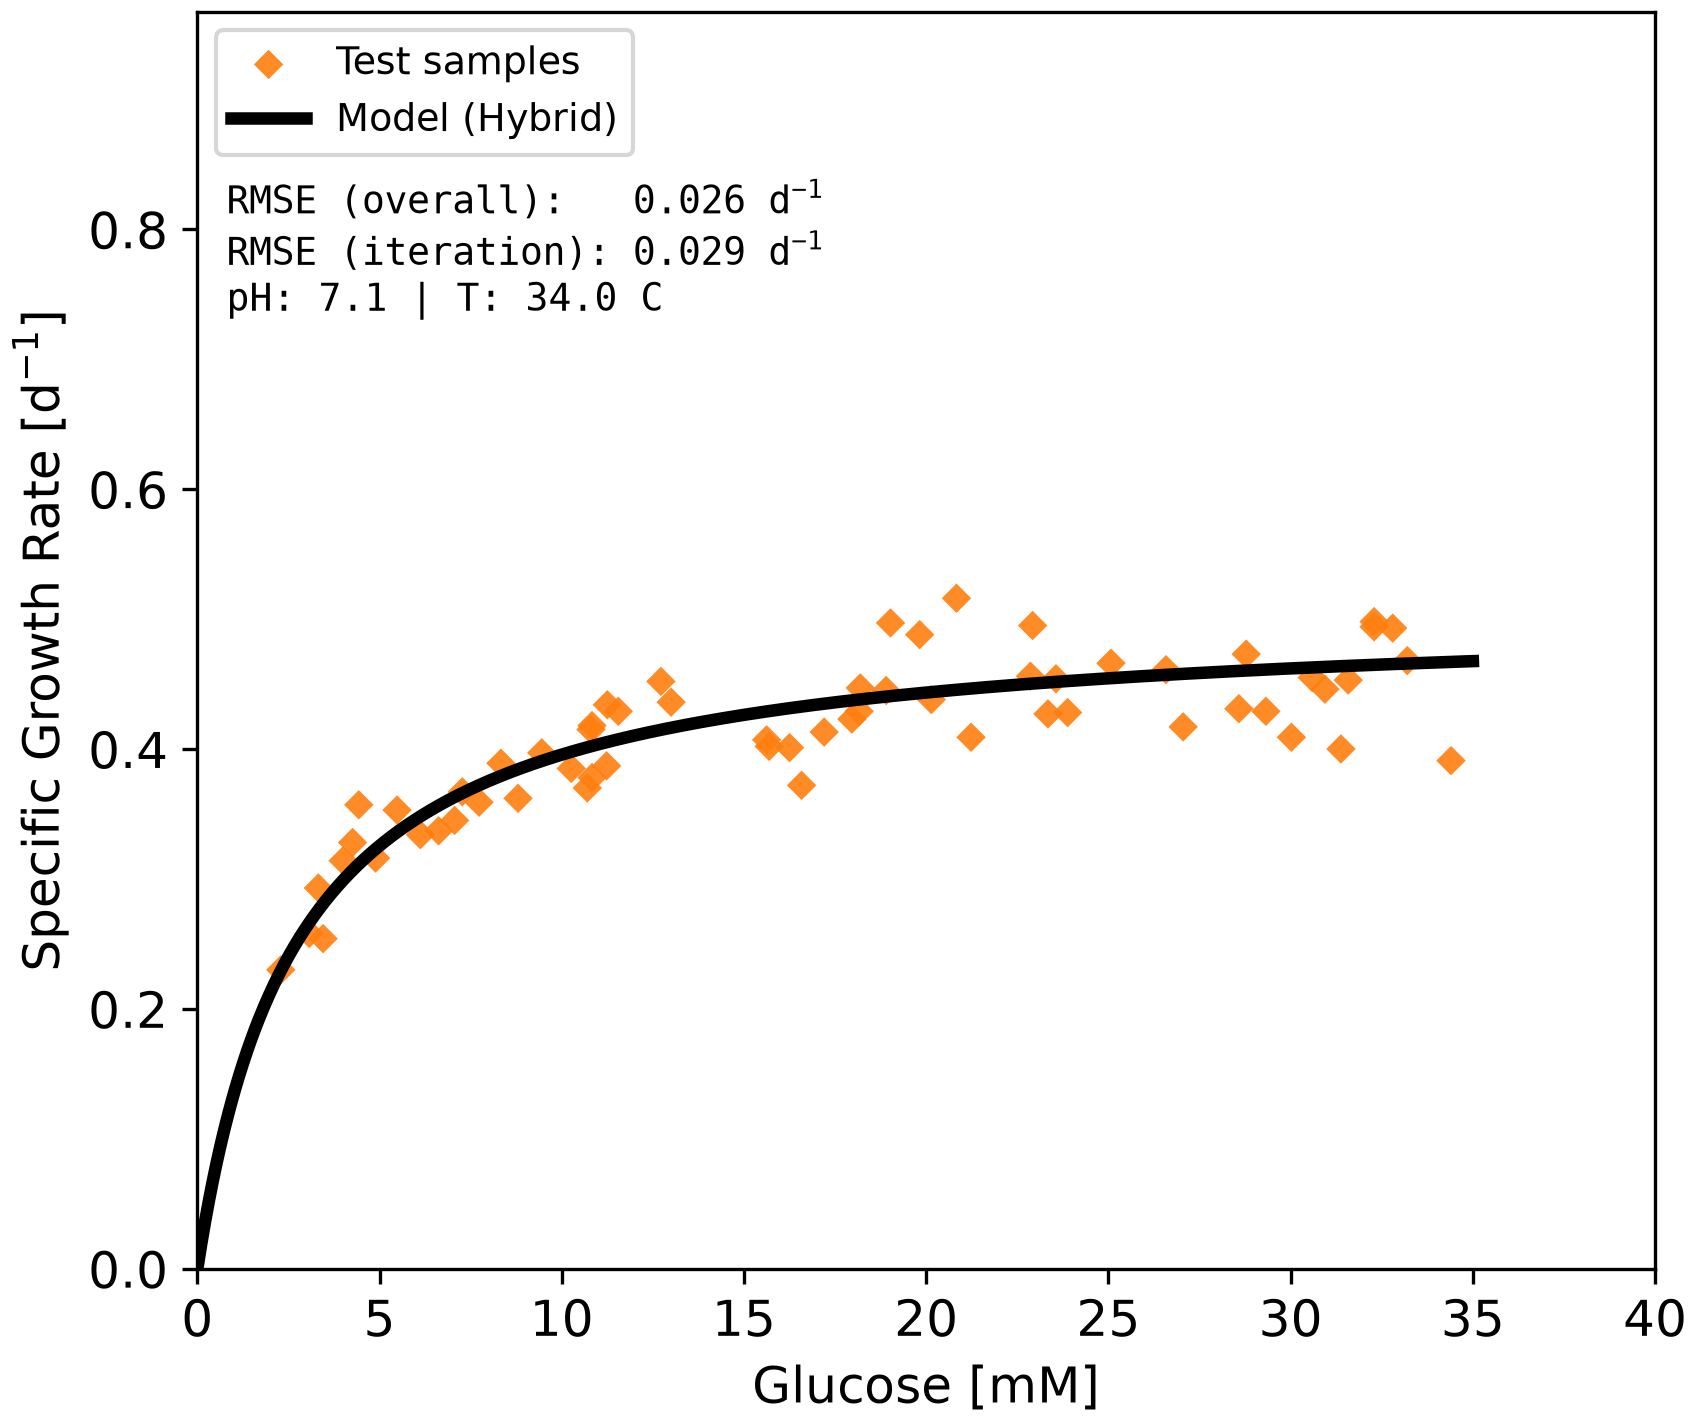 Test samples
Model (Hybrid)
RMSE (overall): 0.026 d⁻¹
RMSE (iteration): 0.029 d⁻¹
pH: 7.1 | T: 34.0 C
Specific Growth Rate [d⁻¹]
0.8
0.6
0.4
0.2
0.0
0 5 10 15 20 25 30 35 40
Glucose [mM]